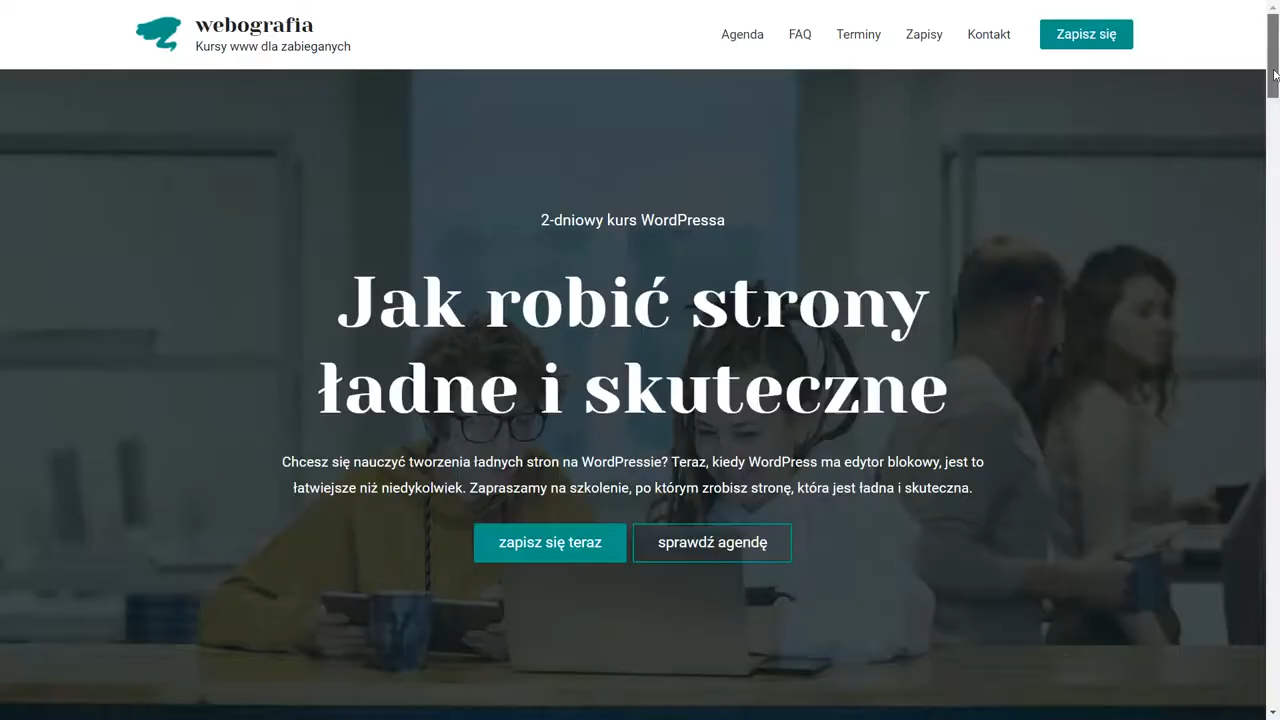 webografia
Kursy www dla zabieganych
Agenda FAQ Terminy Zapisy Kontakt Zapisz się
2-dniowy kurs WordPressa
Jak robić strony
ładne i skuteczne
Chcesz się nauczyć tworzenia ładnych stron na WordPressie? Teraz, kiedy WordPress ma edytor blokowy, jest to
łatwiejsze niż niedykolwiek. Zapraszamy na szkolenie, po którym zrobisz stronę, która jest ładna i skuteczna.
zapisz się teraz sprawdź agendę